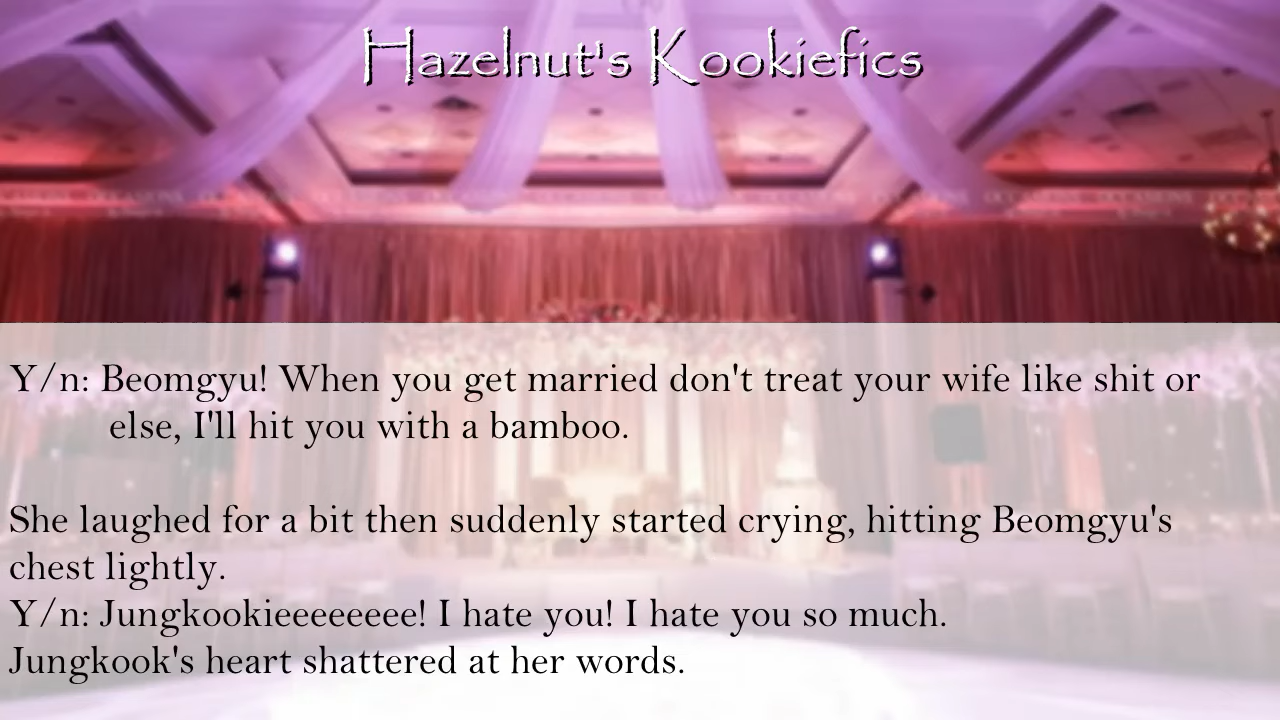 Hazelnut's Kookiefics
Y/n: Beomgyu! When you get married don't treat your wife like shit or
else, I'll hit you with a bamboo.
She laughed for a bit then suddenly started crying, hitting Beomgyu's
chest lightly.
Y/n: Jungkookieeeeeeee! I hate you! I hate you so much.
Jungkook's heart shattered at her words.